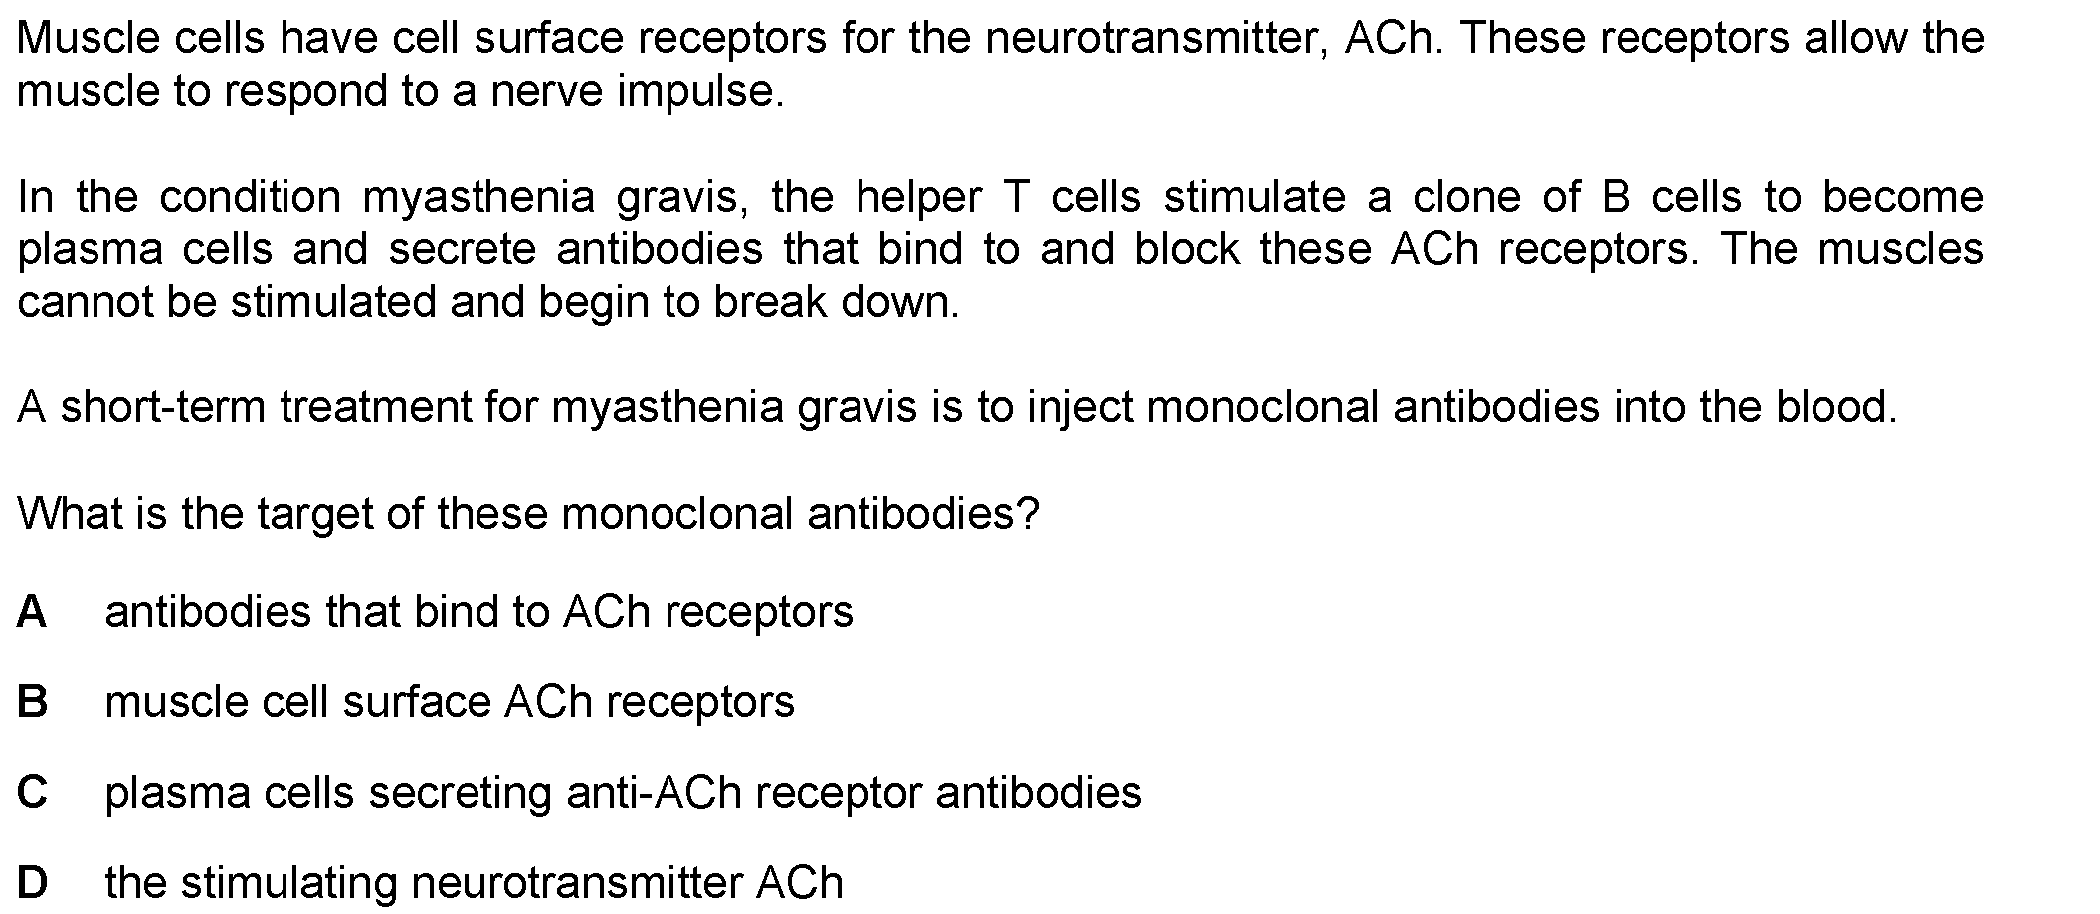 Muscle cells have cell surface receptors for the neurotransmitter, ACh. These receptors allow the
muscle to respond to a nerve impulse.
In the condition myasthenia gravis, the helper T cells stimulate a clone of B cells to become
plasma cells and secrete antibodies that bind to and block these ACh receptors. The muscles
cannot be stimulated and begin to break down.
A short-term treatment for myasthenia gravis is to inject monoclonal antibodies into the blood.
What is the target of these monoclonal antibodies?
A antibodies that bind to ACh receptors
B muscle cell surface ACh receptors
C plasma cells secreting anti-ACh receptor antibodies
D the stimulating neurotransmitter ACh